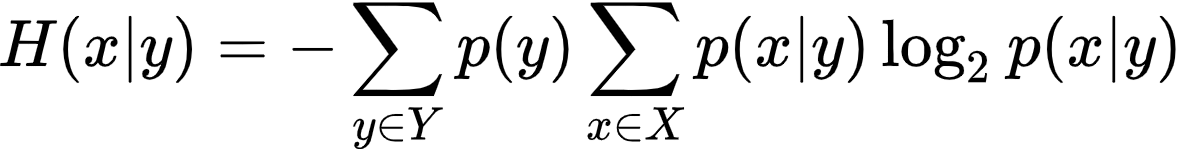 H(x|y) = − ∑_{y∈Y} p(y) ∑_{x∈X} p(x|y) log₂ p(x|y)